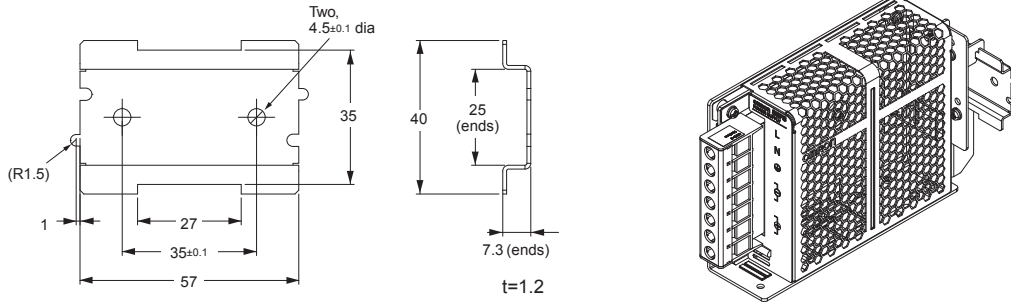 Two,
4.5±0.1 dia
35
(R1.5)
1
27
35±0.1
57
40
25
(ends)
7.3 (ends)
t=1.2
L
N